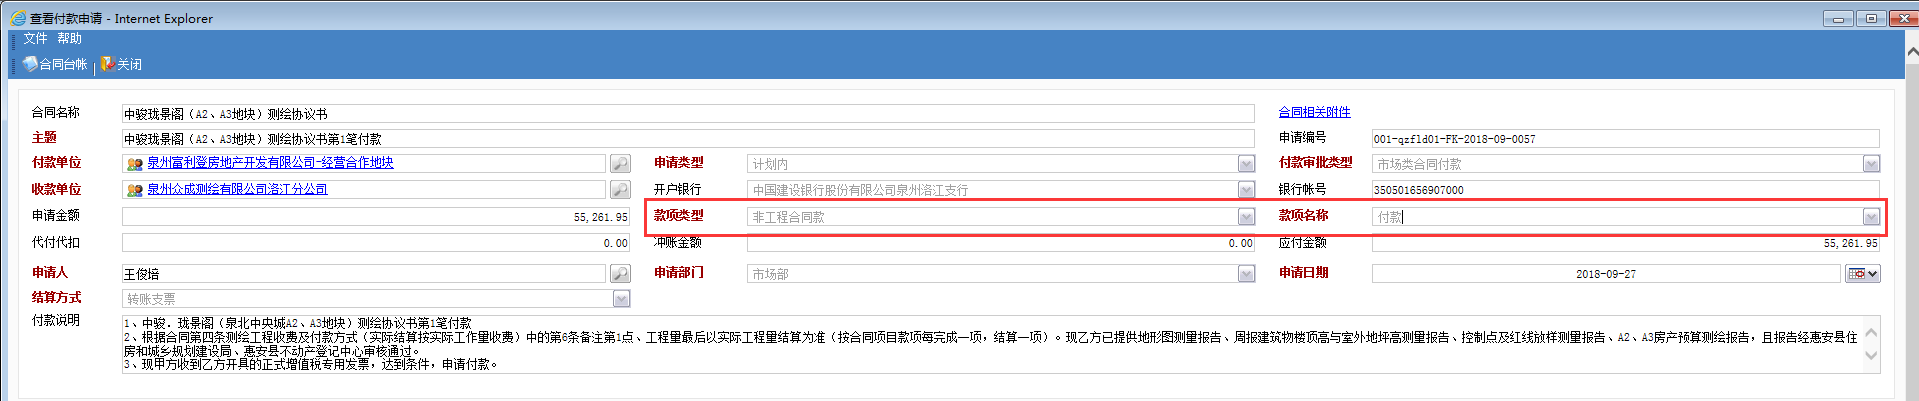 查看付款申请 - Internet Explorer
文件 帮助
合同台帐 关闭
合同名称 中骏珑景阁（A2、A3地块）测绘协议书 合同相关附件
主题 中骏珑景阁（A2、A3地块）测绘协议书第1笔付款 申请编号 001-qzfld01-FK-2018-09-0057
付款单位 泉州富利登房地产开发有限公司-经营合作地块 申请类型 计划内 付款审批类型 市场类合同付款
收款单位 泉州众成测绘有限公司洛江分公司 开户银行 中国建设银行股份有限公司泉州洛江支行 银行帐号 350501656907000
申请金额 55,261.95 款项类型 非工程合同款 款项名称 付款
代付代扣 0.00 冲账金额 0.00 应付金额 55,261.95
申请人 王俊培 申请部门 市场部 申请日期 2018-09-27
结算方式 转账支票
付款说明 1、中骏．珑景阁（泉北中央城A2、A3地块）测绘协议书第1笔付款
2、根据合同第四条测绘工程收费及付款方式（实际结算按实际工作量收费）中的第6条备注第1点、工程量最后以实际工程量结算为准（按合同项目款项每完成一项，结算一项）。现乙方已提供地形图测量报告、周报建筑物楼顶高与室外地坪高测量报告、控制点及红线放样测量报告、A2、A3房产预算测绘报告，且报告经惠安县住
房和城乡规划建设局、惠安县不动产登记中心审核通过。
3、现甲方收到乙方开具的正式增值税专用发票，达到条件，申请付款。